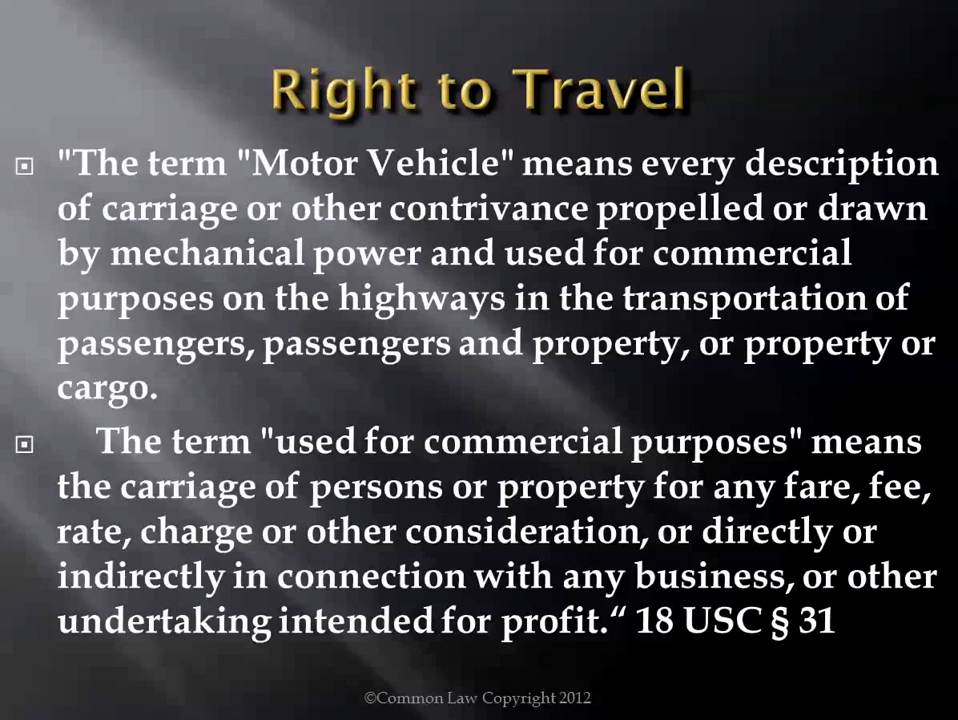 Right to Travel
"The term "Motor Vehicle" means every description
of carriage or other contrivance propelled or drawn
by mechanical power and used for commercial
purposes on the highways in the transportation of
passengers, passengers and property, or property or
cargo.
The term "used for commercial purposes" means
the carriage of persons or property for any fare, fee,
rate, charge or other consideration, or directly or
indirectly in connection with any business, or other
undertaking intended for profit.“ 18 USC § 31
©Common Law Copyright 2012